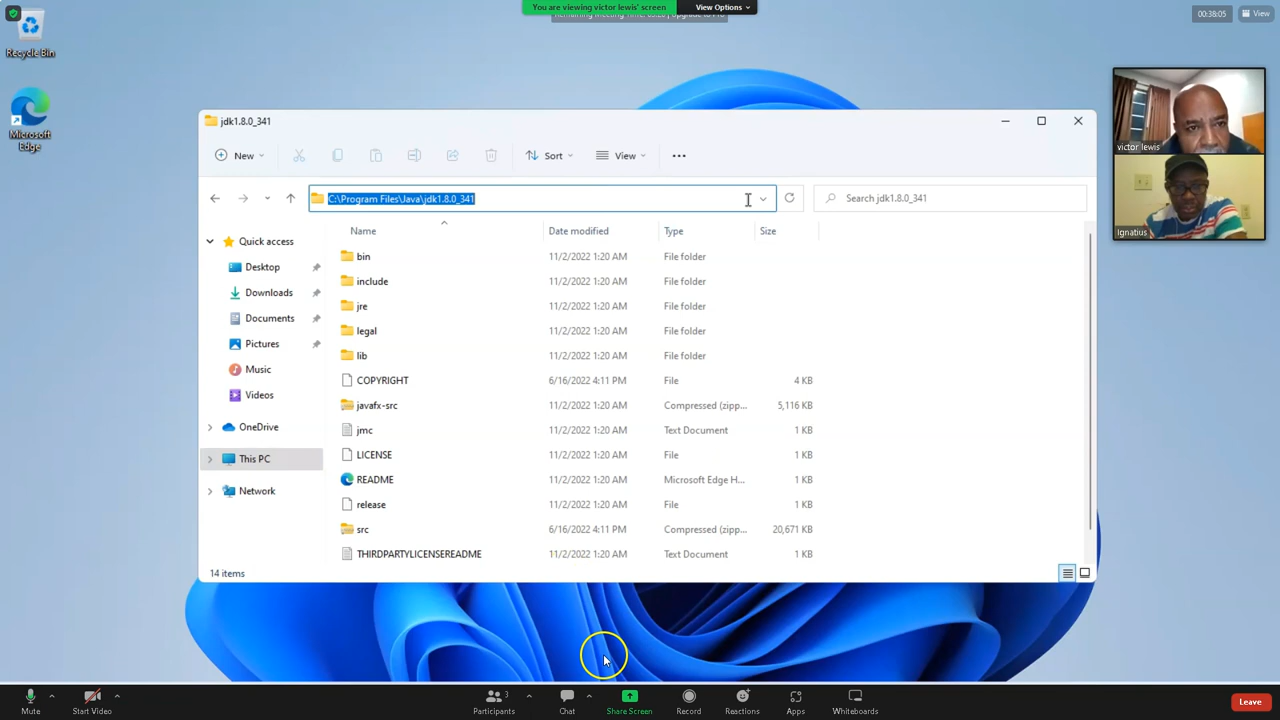 You are viewing victor lewis' screen
View Options
00:38:05
View
Recycle Bin
Microsoft
Edge
jdk1.8.0_341
New
Sort
View
C:\Program Files\Java\jdk1.8.0_341
Search jdk1.8.0_341
Name
Date modified
Type
Size
Quick access
Desktop
Downloads
Documents
Pictures
Music
Videos
OneDrive
This PC
Network
bin 11/2/2022 1:20 AM File folder
include 11/2/2022 1:20 AM File folder
jre 11/2/2022 1:20 AM File folder
legal 11/2/2022 1:20 AM File folder
lib 11/2/2022 1:20 AM File folder
COPYRIGHT 6/16/2022 4:11 PM File 4 KB
javafx-src 11/2/2022 1:20 AM Compressed (zipp... 5,116 KB
jmc 11/2/2022 1:20 AM Text Document 1 KB
LICENSE 11/2/2022 1:20 AM File 1 KB
README 11/2/2022 1:20 AM Microsoft Edge H... 1 KB
release 11/2/2022 1:20 AM File 1 KB
src 6/16/2022 4:11 PM Compressed (zipp... 20,671 KB
THIRDPARTYLICENSEREADME 11/2/2022 1:20 AM Text Document 1 KB
14 items
victor lewis
Ignatius
Mute
Start Video
Participants
3
Chat
Share Screen
Record
Reactions
Apps
Whiteboards
Leave